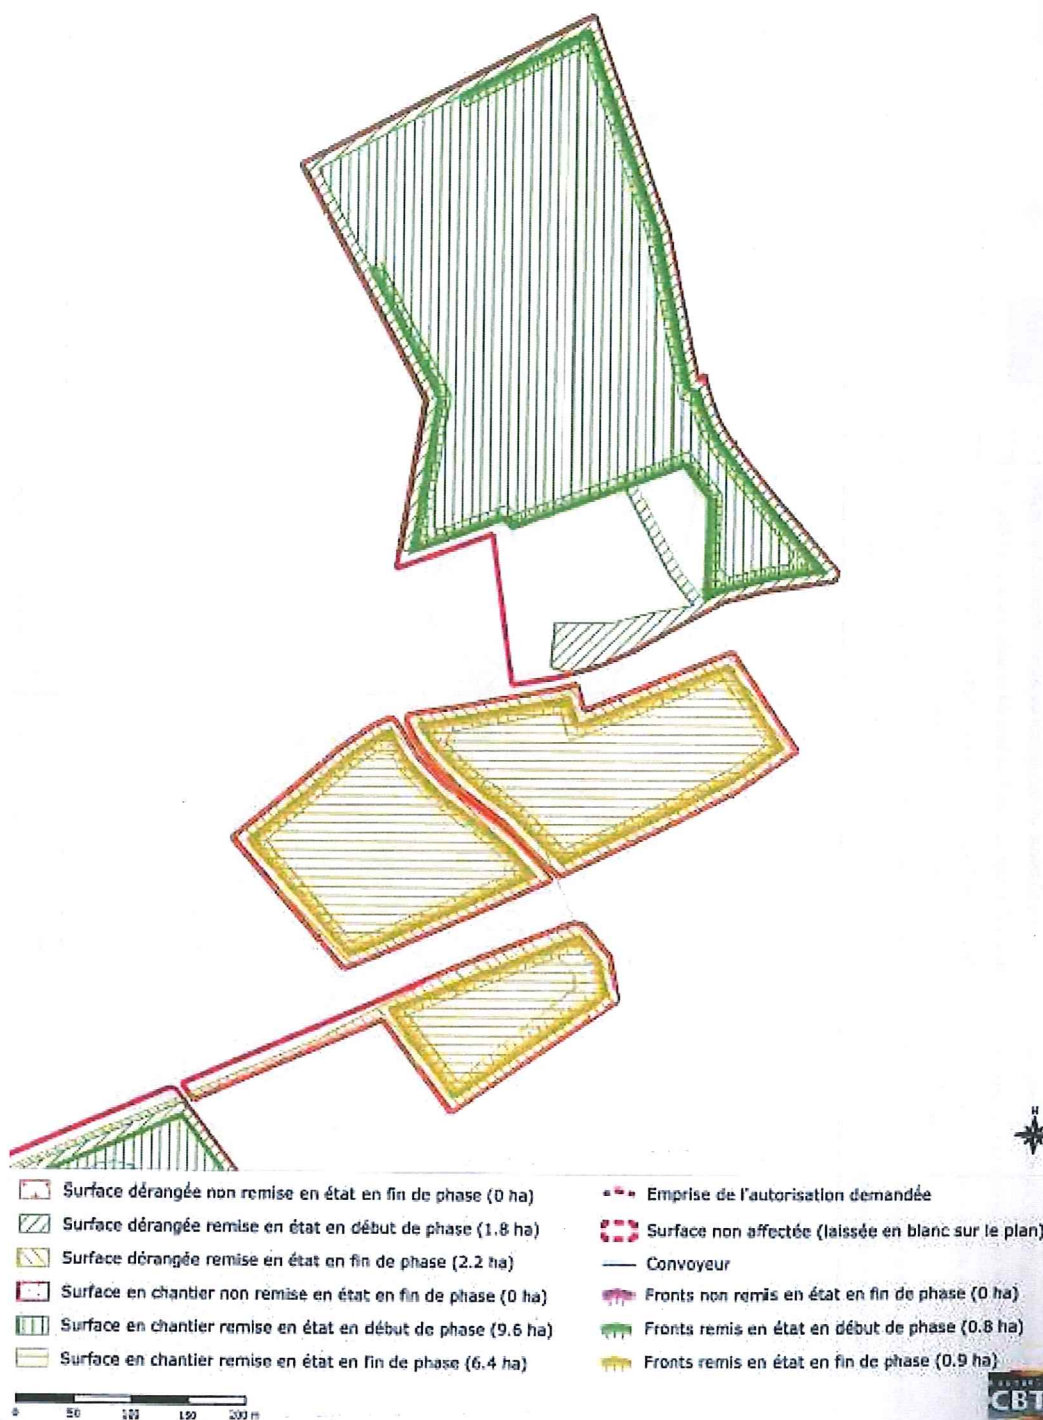 Surface dérangée non remise en état en fin de phase (0 ha)
Surface dérangée remise en état en début de phase (1.8 ha)
Surface dérangée remise en état en fin de phase (2.2 ha)
Surface en chantier non remise en état en fin de phase (0 ha)
Surface en chantier remise en état en début de phase (9.6 ha)
Surface en chantier remise en état en fin de phase (6.4 ha)
Emprise de l'autorisation demandée
Surface non affectée (laissée en blanc sur le plan)
Convoyeur
Fronts non remis en état en fin de phase (0 ha)
Fronts remis en état en début de phase (0.8 ha)
Fronts remis en état en fin de phase (0.9 ha)
N
0 50 100 150 200 m
CBT